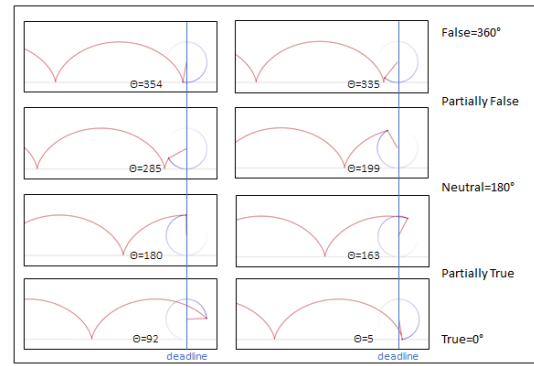 False=360°
Θ=354
Θ=335
Partially False
Θ=285
Θ=199
Neutral=180°
Θ=180
Θ=163
Partially True
Θ=92
Θ=5
True=0°
deadline
deadline